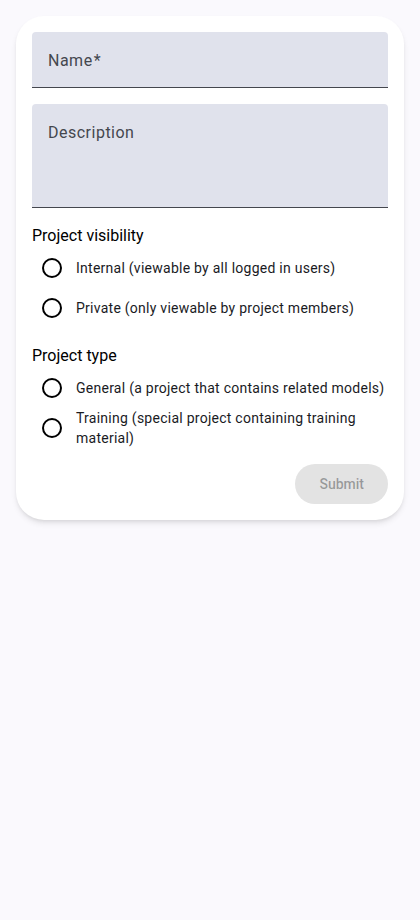 Name*
Description
Project visibility
Internal (viewable by all logged in users)
Private (only viewable by project members)
Project type
General (a project that contains related models)
Training (special project containing training
material)
Submit